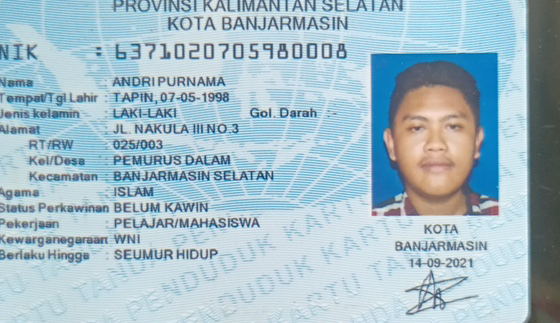 PROVINSI KALIMANTAN SELATAN
KOTA BANJARMASIN
NIK : 6371020705980008
Nama : ANDRI PURNAMA
Tempat/Tgl Lahir : TAPIN, 07-05-1998
Jenis kelamin : LAKI-LAKI Gol. Darah :-
Alamat : JL. NAKULA III NO.3
RT/RW : 025/003
Kel/Desa : PEMURUS DALAM
Kecamatan : BANJARMASIN SELATAN
Agama : ISLAM
Status Perkawinan BELUM KAWIN
Pekerjaan : PELAJAR/MAHASISWA
Kewarganegaraan: WNI
Berlaku Hingga : SEUMUR HIDUP
KOTA
BANJARMASIN
14-09-2021